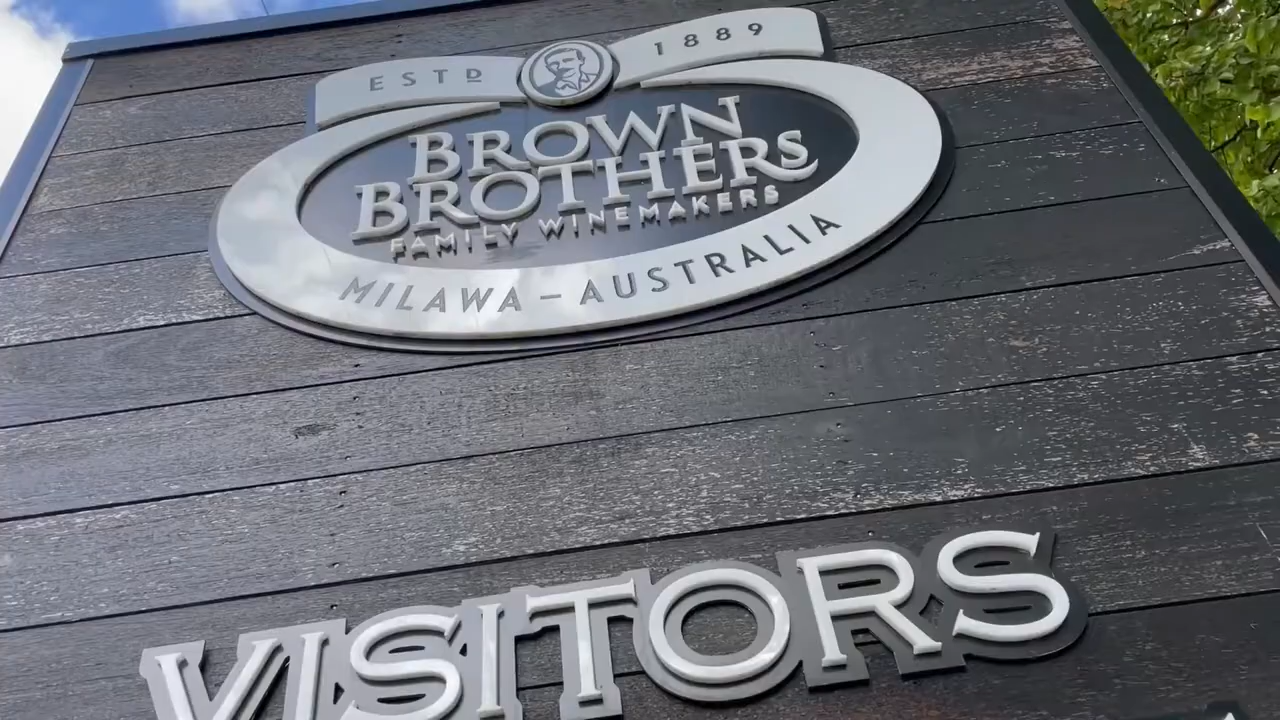 ESTD 1889
BROWN
BROTHERS
FAMILY WINEMAKERS
MILAWA – AUSTRALIA
VISITORS